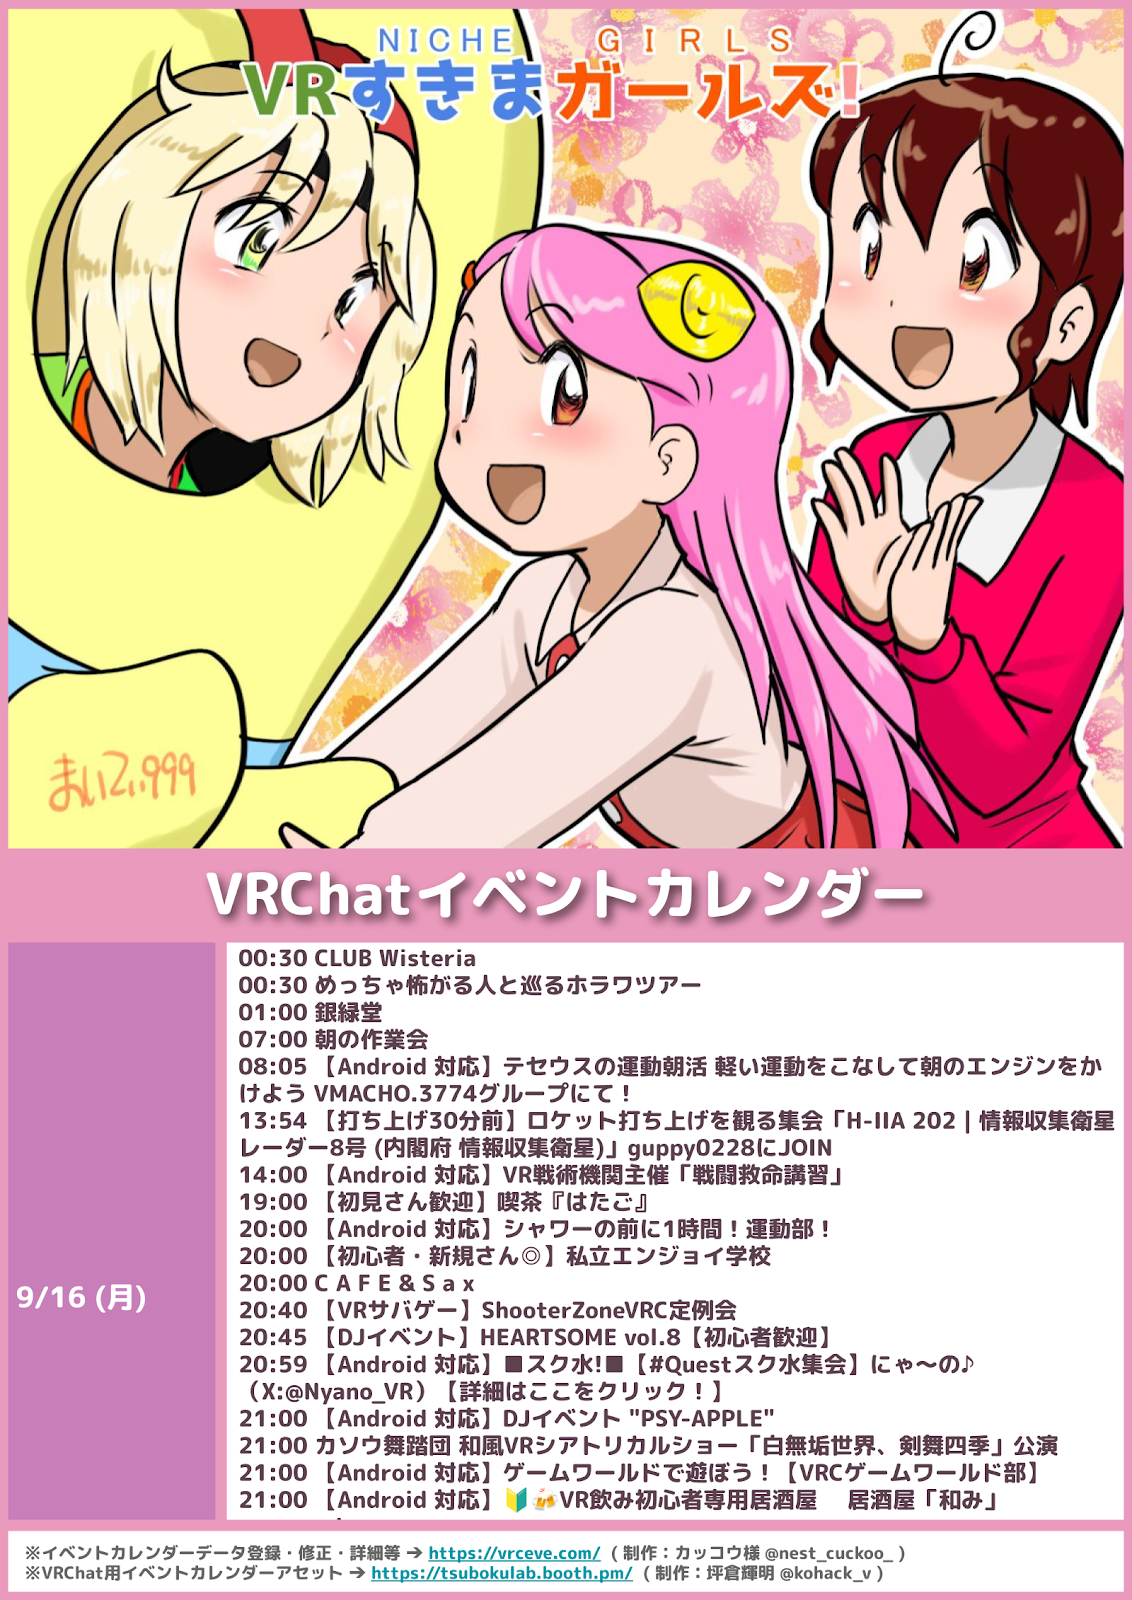 NICHE GIRLS
VRすきまガールズ!
まいてぃ999
VRChatイベントカレンダー
9/16 (月)
00:30 CLUB Wisteria
00:30 めっちゃ怖がる人と巡るホラワツアー
01:00 銀緑堂
07:00 朝の作業会
08:05 【Android 対応】テセウスの運動朝活 軽い運動をこなして朝のエンジンをか
けよう VMACHO.3774グループにて！
13:54 【打ち上げ30分前】ロケット打ち上げを観る集会「H-IIA 202 | 情報収集衛星
レーダー8号 (内閣府 情報収集衛星)」guppy0228にJOIN
14:00 【Android 対応】VR戦術機関主催「戦闘救命講習」
19:00 【初見さん歓迎】喫茶『はたご』
20:00 【Android 対応】シャワーの前に1時間！運動部！
20:00 【初心者・新規さん◎】私立エンジョイ学校
20:00 C A F E & S a x
20:40 【VRサバゲー】ShooterZoneVRC定例会
20:45 【DJイベント】HEARTSOME vol.8【初心者歓迎】
20:59 【Android 対応】■スク水!■【#Questスク水集会】にゃ～の♪
（X:@Nyano_VR）【詳細はここをクリック！】
21:00 【Android 対応】DJイベント "PSY-APPLE"
21:00 カソウ舞踏団 和風VRシアトリカルショー「白無垢世界、剣舞四季」公演
21:00 【Android 対応】ゲームワールドで遊ぼう！【VRCゲームワールド部】
21:00 【Android 対応】🔰🍻VR飲み初心者専用居酒屋　居酒屋「和み」
※イベントカレンダーデータ登録・修正・詳細等 → https://vrceve.com/ ( 制作：カッコウ様 @nest_cuckoo_ )
※VRChat用イベントカレンダーアセット → https://tsubokulab.booth.pm/ ( 制作：坪倉輝明 @kohack_v )